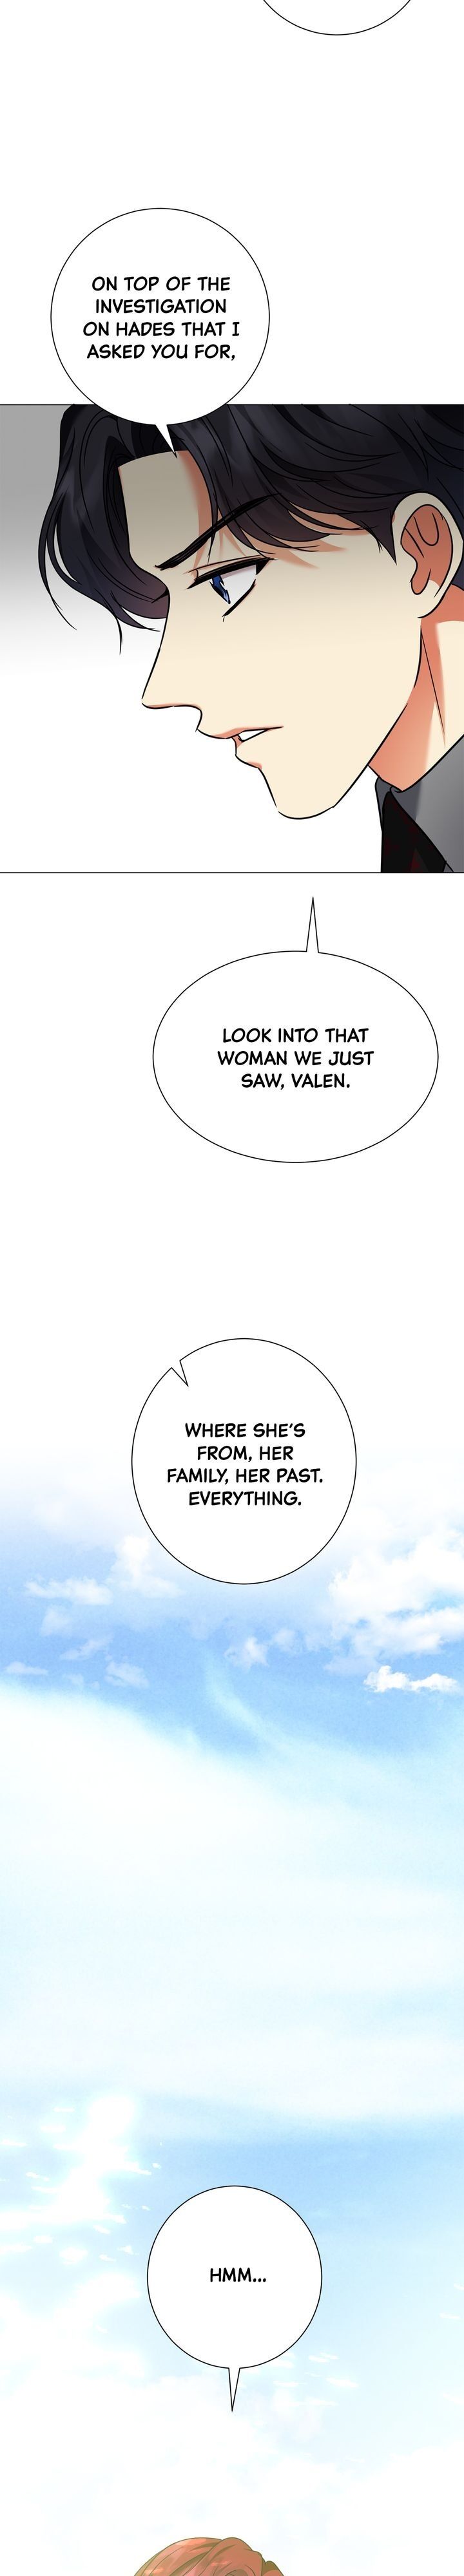 ON TOP OF THE
INVESTIGATION
ON HADES THAT I
ASKED YOU FOR,
LOOK INTO THAT
WOMAN WE JUST
SAW, VALEN.
WHERE SHE'S
FROM, HER
FAMILY, HER PAST.
EVERYTHING.
HMM...